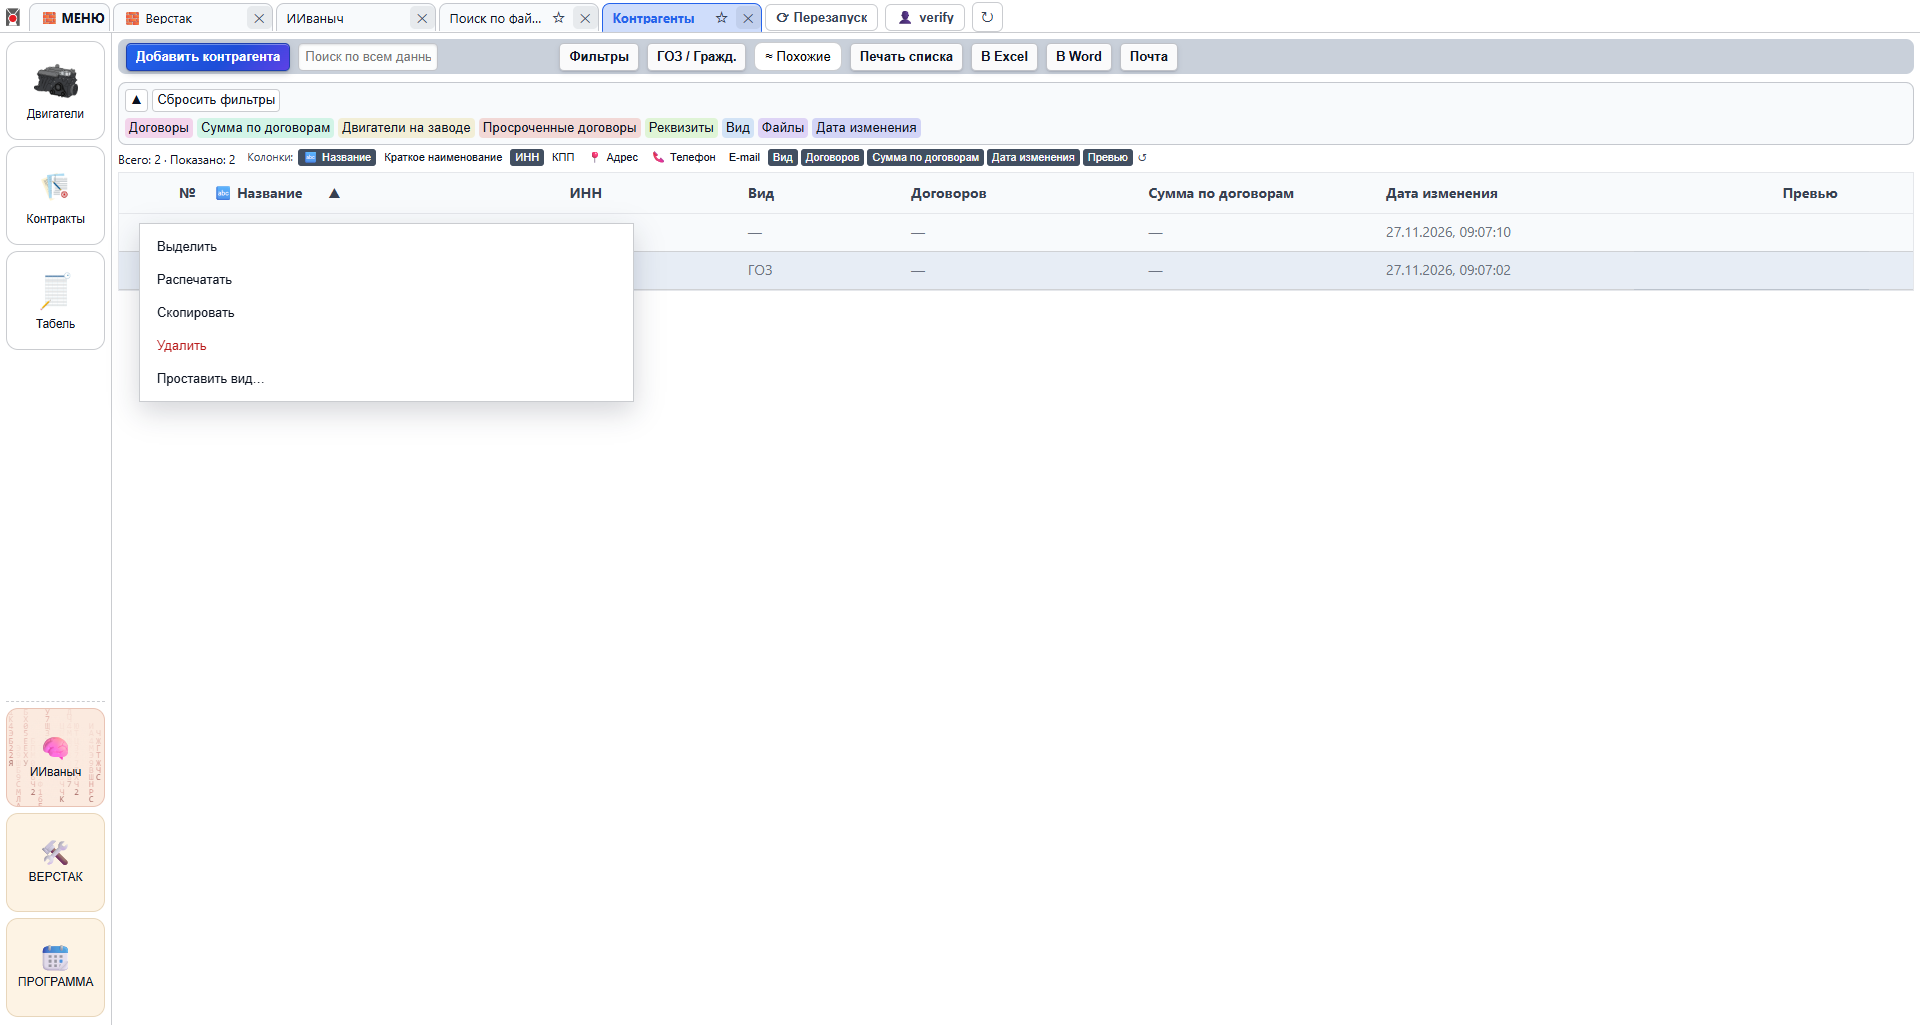 МЕНЮ Верстак ИИваныч Поиск по фай... Контрагенты Перезапуск verify
Добавить контрагента Поиск по всем даннь Фильтры ГОЗ / Гражд. ≈ Похожие Печать списка В Excel В Word Почта
▲ Сбросить фильтры
Договоры Сумма по договорам Двигатели на заводе Просроченные договоры Реквизиты Вид Файлы Дата изменения
Всего: 2 · Показано: 2 Колонки: Название Краткое наименование ИНН КПП Адрес Телефон E-mail Вид Договоров Сумма по договорам Дата изменения Превью
№ Название ▲ ИНН Вид Договоров Сумма по договорам Дата изменения Превью
— — — 27.11.2026, 09:07:10
ГОЗ — — 27.11.2026, 09:07:02
Выделить
Распечатать
Скопировать
Удалить
Проставить вид...
Двигатели
Контракты
Табель
ИИваныч
ВЕРСТАК
ПРОГРАММА